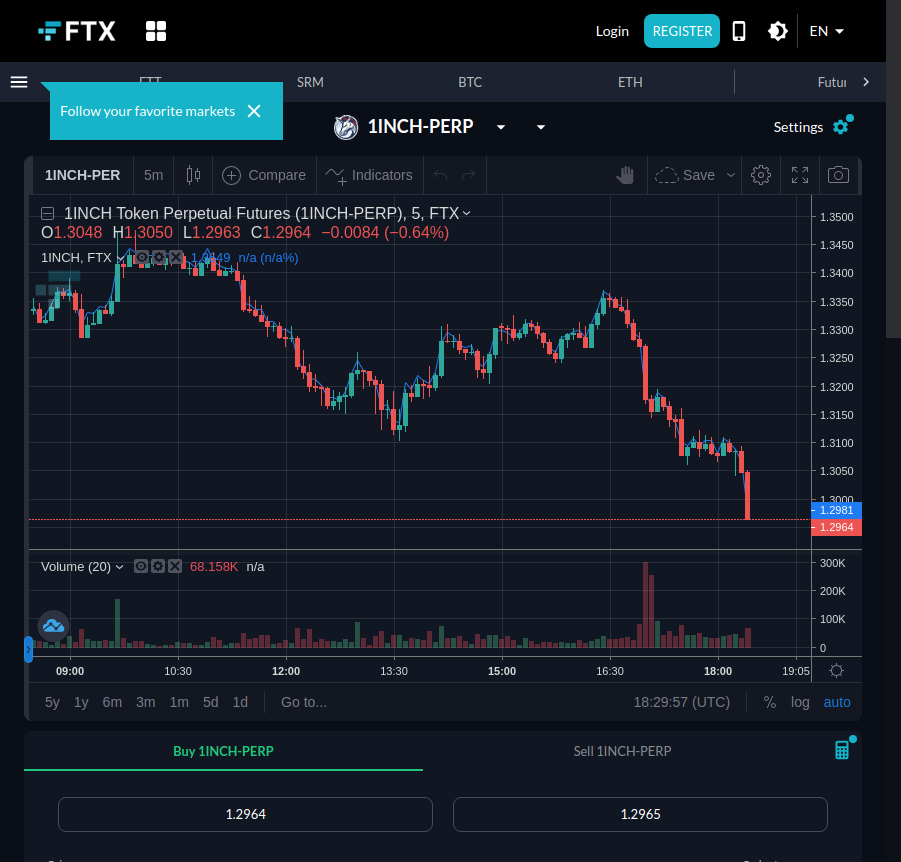 FTX
Login
REGISTER
EN
SRM
BTC
ETH
Futur
Follow your favorite markets
1INCH-PERP
Settings
1INCH-PER
5m
Compare
Indicators
Save
1INCH Token Perpetual Futures (1INCH-PERP), 5, FTX
O1.3048 H1.3050 L1.2963 C1.2964 −0.0084 (−0.64%)
1INCH, FTX
n/a (n/a%)
1.3500
1.3450
1.3400
1.3350
1.3300
1.3250
1.3200
1.3150
1.3100
1.3050
1.3000
1.2981
1.2964
Volume (20) 68.158K n/a
300K
200K
100K
0
09:00 10:30 12:00 13:30 15:00 16:30 18:00 19:05
5y 1y 6m 3m 1m 5d 1d Go to... 18:29:57 (UTC) % log auto
Buy 1INCH-PERP
Sell 1INCH-PERP
1.2964
1.2965